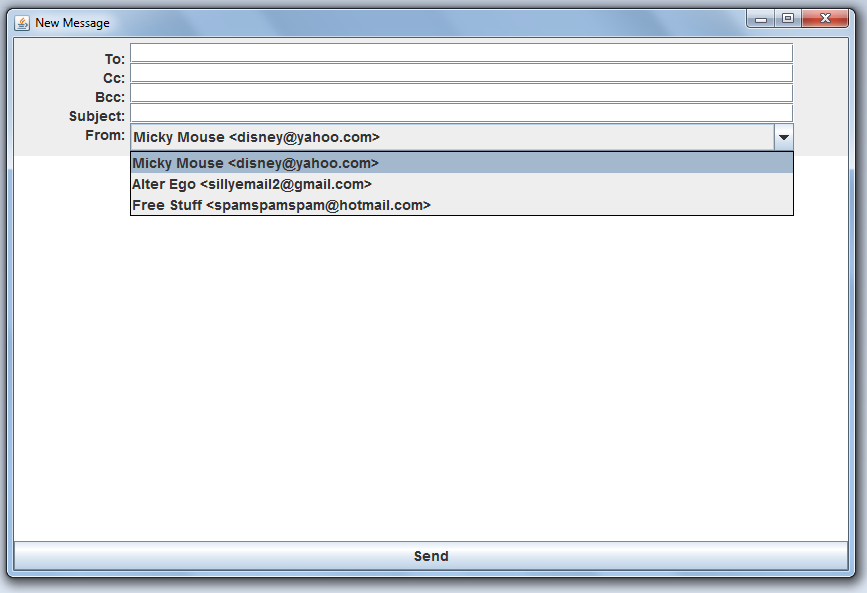 New Message
To:
Cc:
Bcc:
Subject:
From: Micky Mouse <disney@yahoo.com>
Micky Mouse <disney@yahoo.com>
Alter Ego <sillyemail2@gmail.com>
Free Stuff <spamspamspam@hotmail.com>
Send